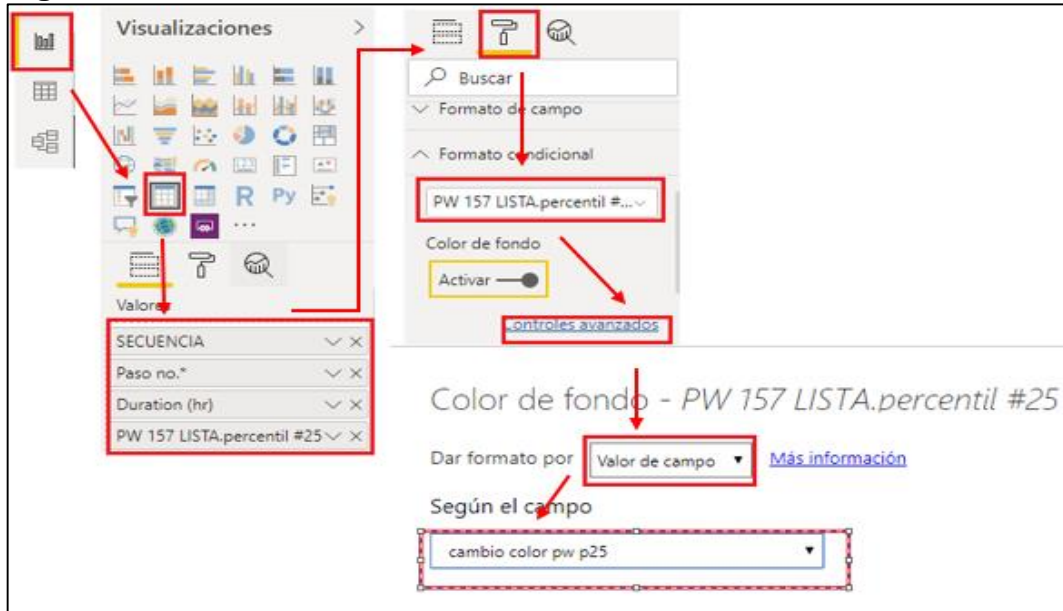 Visualizaciones
R Py
Valores
SECUENCIA
Paso no.*
Duration (hr)
PW 157 LISTA.percentil #25
Buscar
Formato de campo
Formato condicional
PW 157 LISTA.percentil #...
Color de fondo
Activar
Controles avanzados
Color de fondo - PW 157 LISTA.percentil #25
Dar formato por Valor de campo Más información
Según el campo
cambio color pw p25